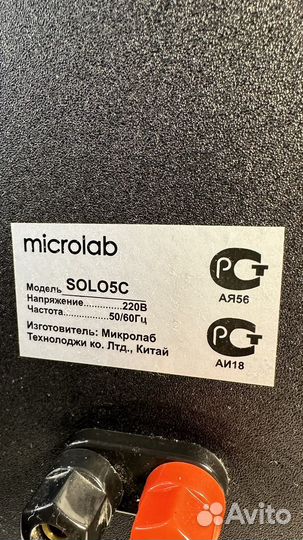 microlab
Модель SOLO5C
Напряжение..............220В
Частота.................50/60Гц
Изготовитель: Микролаб
Технолоджи ко. Лтд., Китай
РСТ
АЯ56
РСТ
АИ18
Avito